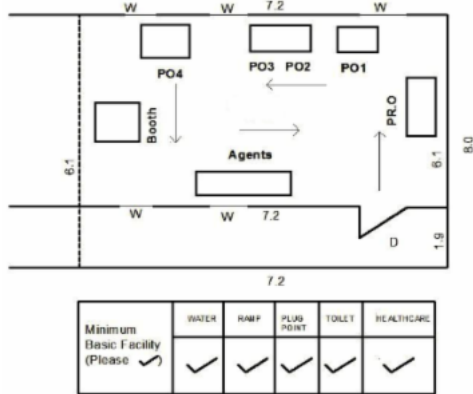 W W 7.2 W
PO4 PO3 PO2 PO1
Booth
PR.O
Agents
6.1
6.1
8.0
W W 7.2
D
1.9
7.2
Minimum
Basic Facility
(Please ✓)
WATER RAMP PLUG POINT TOILET HEALTHCARE
✓ ✓ ✓ ✓ ✓